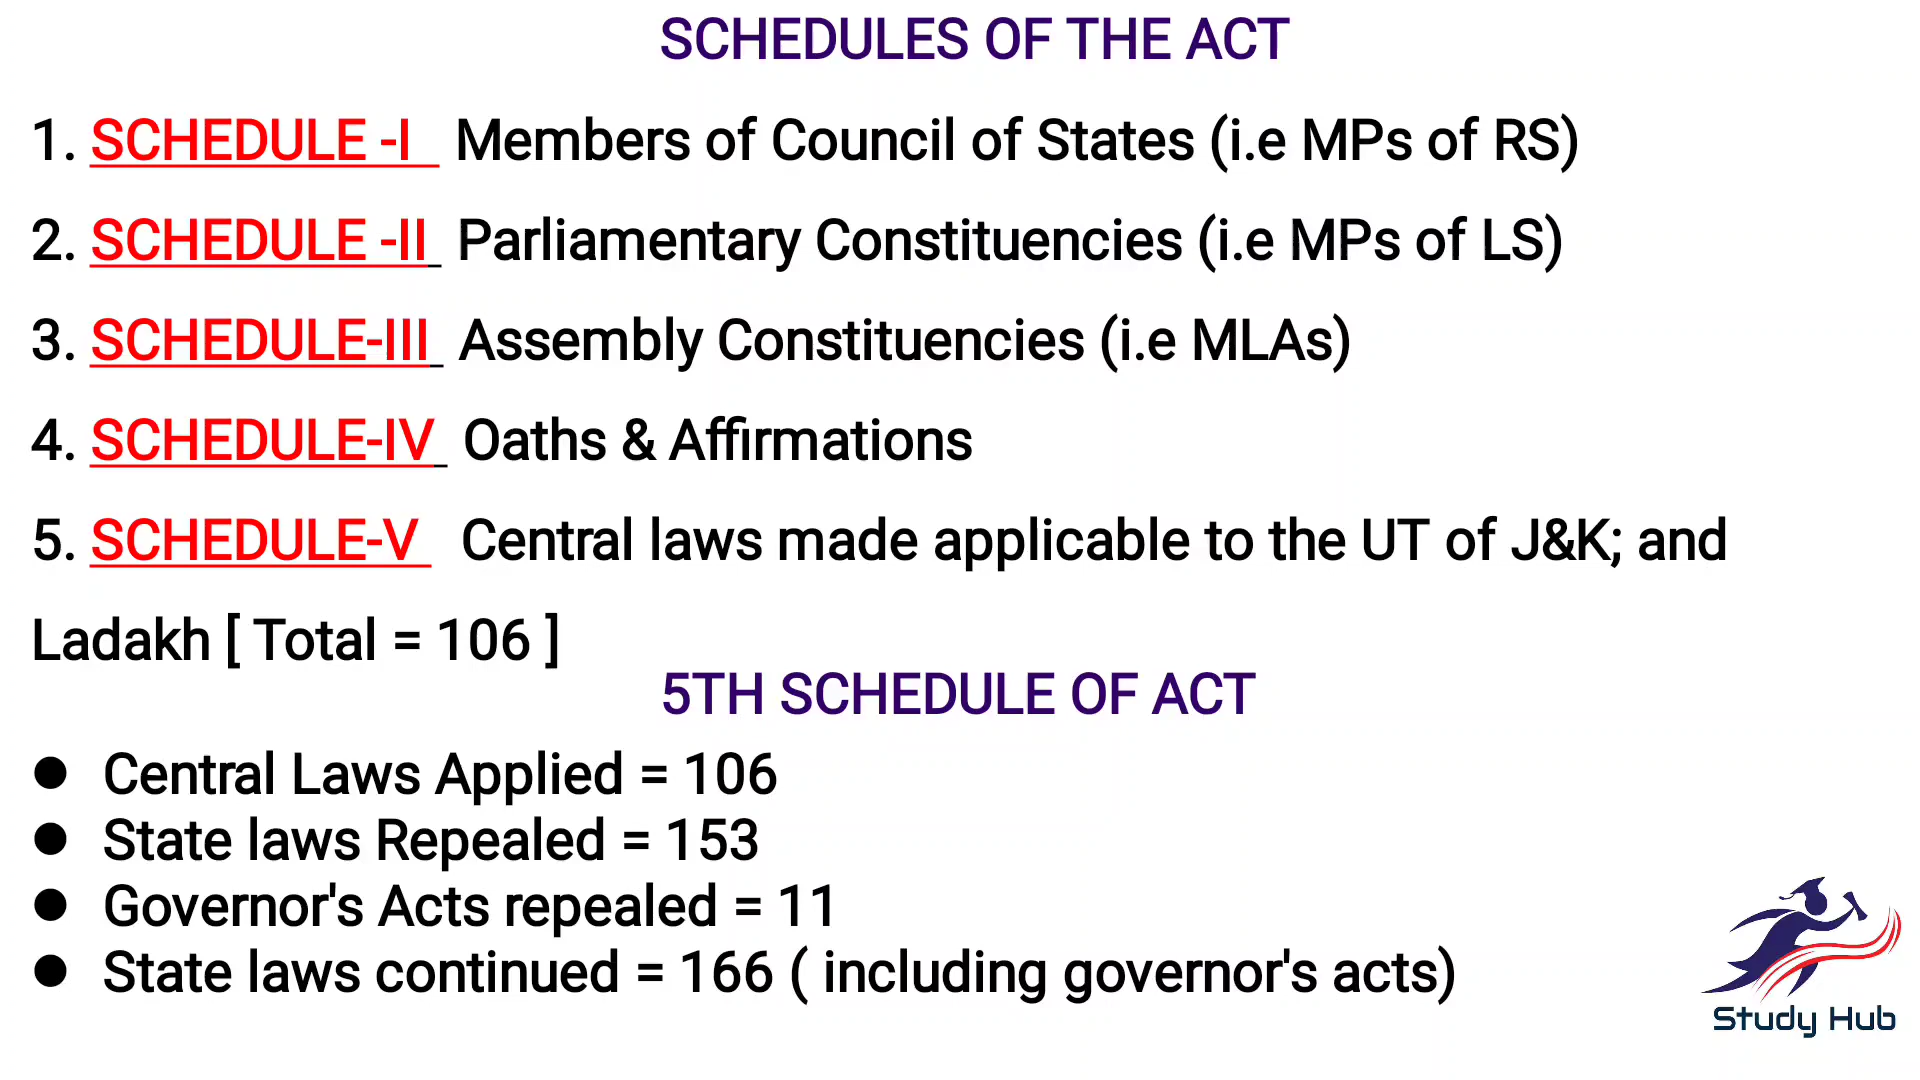 SCHEDULES OF THE ACT
1. SCHEDULE -I Members of Council of States (i.e MPs of RS)
2. SCHEDULE -II Parliamentary Constituencies (i.e MPs of LS)
3. SCHEDULE-III Assembly Constituencies (i.e MLAs)
4. SCHEDULE-IV Oaths & Affirmations
5. SCHEDULE-V Central laws made applicable to the UT of J&K; and
Ladakh [ Total = 106 ]
5TH SCHEDULE OF ACT
● Central Laws Applied = 106
● State laws Repealed = 153
● Governor's Acts repealed = 11
● State laws continued = 166 ( including governor's acts)
Study Hub